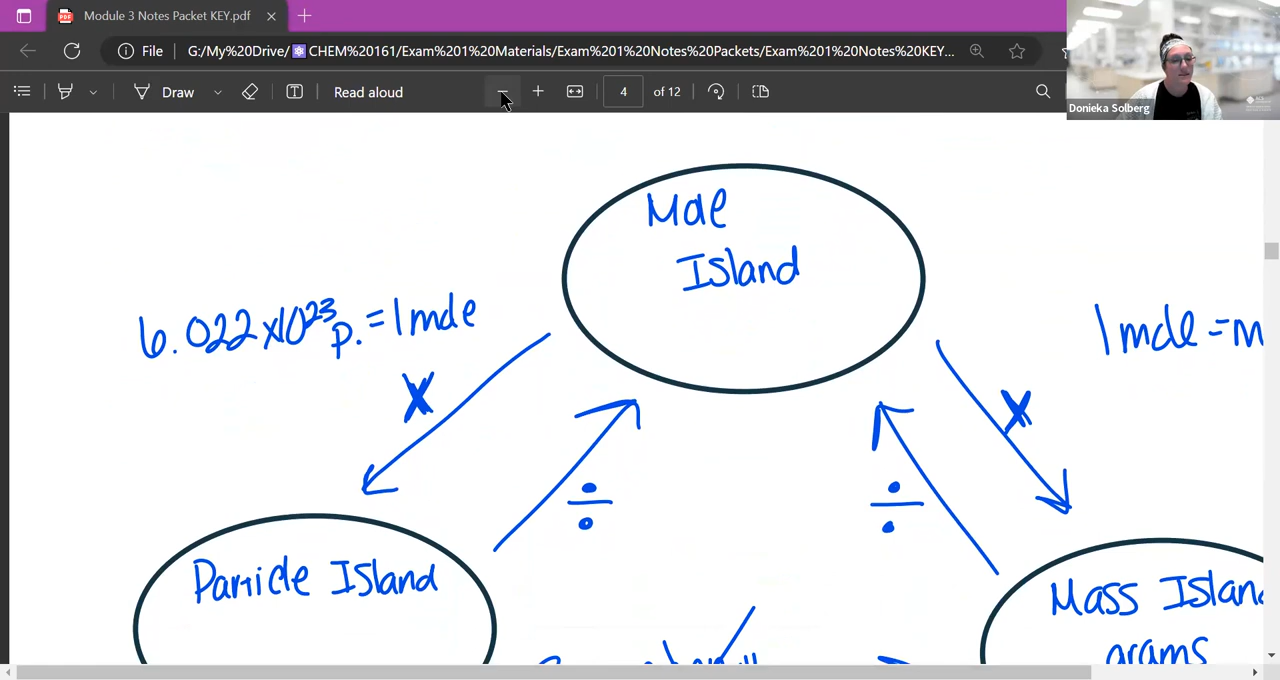 Module 3 Notes Packet KEY.pdf
File
G:/My%20Drive/
CHEM%20161/Exam%201%20Materials/Exam%201%20Notes%20Packets/Exam%201%20Notes%20KEY...
Draw
Read aloud
4
of 12
Donieka Solberg
Mole
Island
6.022x10²³ p. = 1 mole
X
1 mole = m
X
÷
÷
Particle Island
Mass Islan
grams